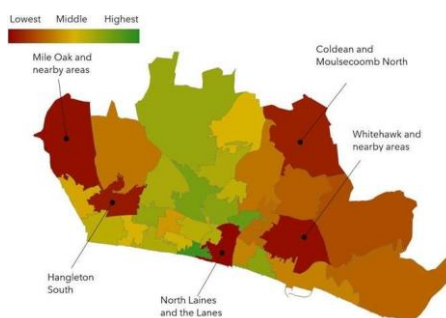 Lowest Middle Highest
Mile Oak and
nearby areas
Coldean and
Moulsecoomb North
Whitehawk and
nearby areas
Hangleton
South
North Laines
and the Lanes